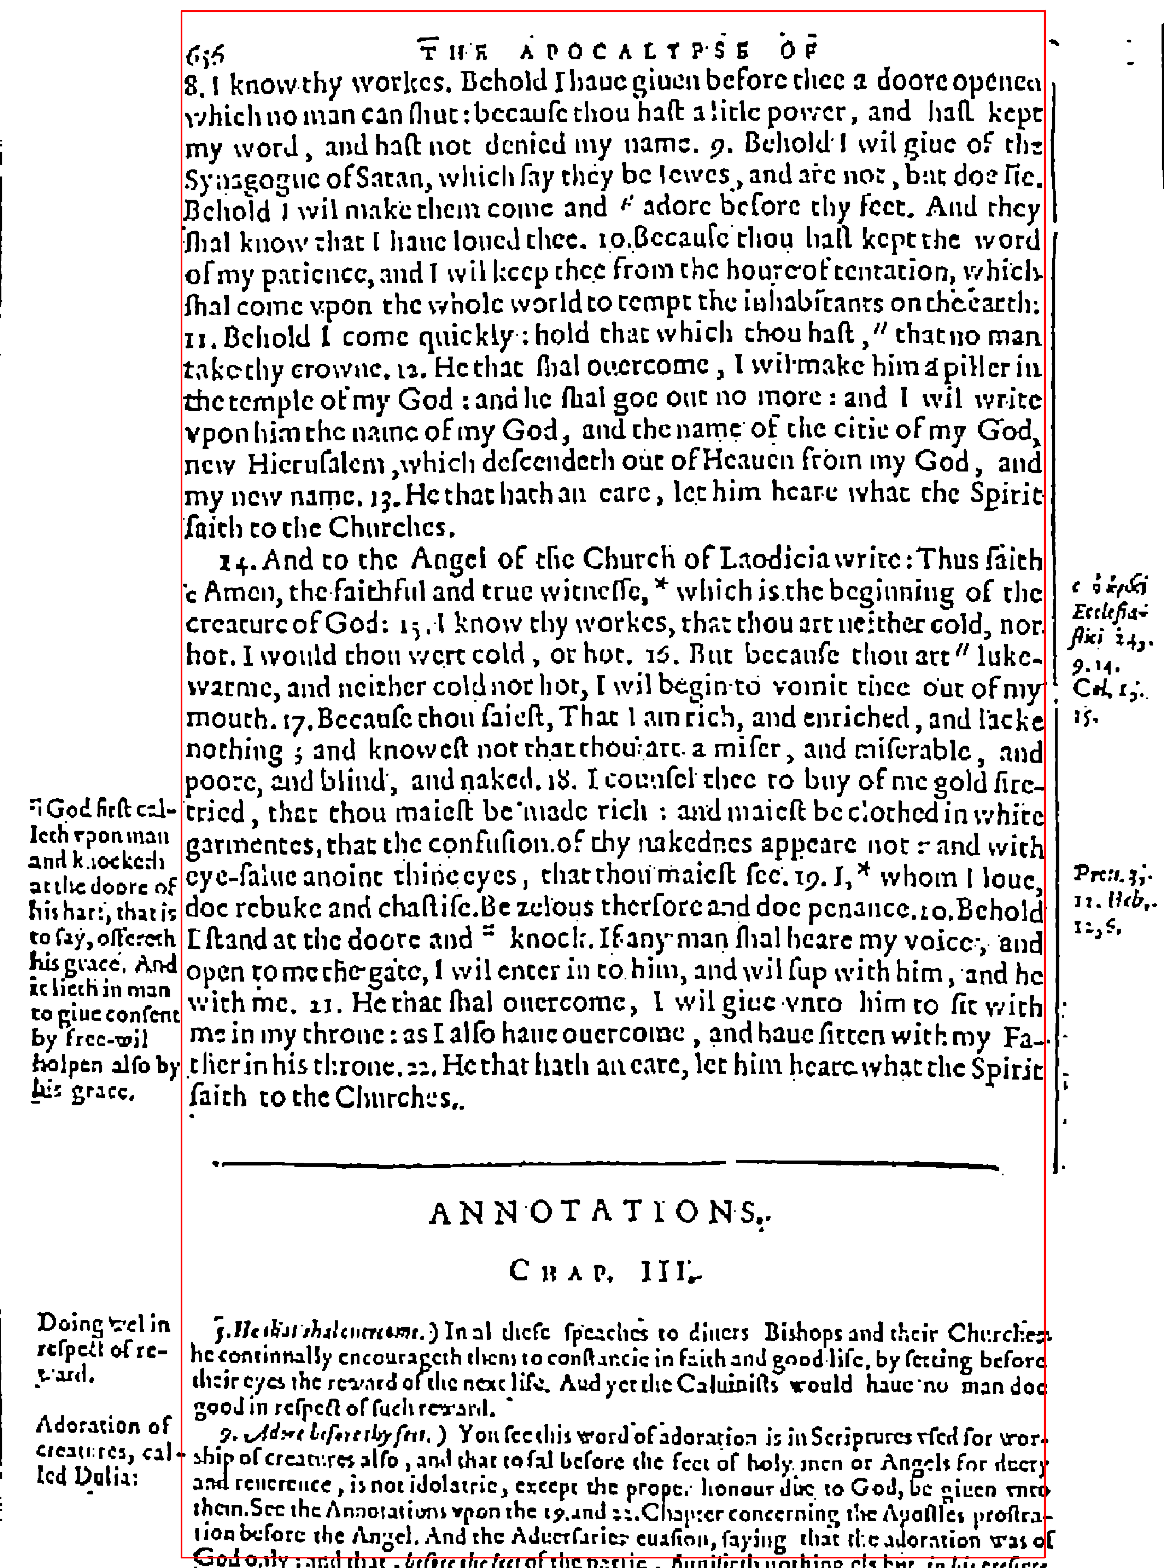 636 THE APOCALYPSE OF
8. I know thy workes. Behold I haue giuen before thee a doore opened
which no man can ſhut: becauſe thou haſt a litle power, and haſt kept
my word, and haſt not denied my name. 9. Behold I wil giue of the
Synagogue of Satan, which ſay they be Iewes, and are not, but doe lie.
Behold I wil make them come and " adore before thy feet. And they
ſhal know that I haue loued thee. 10. Becauſe thou haſt kept the word
of my patience, and I wil keep thee from the houre of tentation, which
ſhal come vpon the whole world to tempt the inhabitants on the earth.
11. Behold I come quickly: hold that which thou haſt, " that no man
take thy crowne. 12. He that ſhal ouercome, I wil make him a piller in
the temple of my God: and he ſhal goe out no more: and I wil write
vpon him the name of my God, and the name of the citie of my God,
new Hieruſalem, which deſcendeth out of Heauen from my God, and
my new name. 13. He that hath an eare, let him heare what the Spirit
ſaith to the Churches.
14. And to the Angel of the Church of Laodicia write: Thus ſaith
c Amen, the faithful and true witneſſe, * which is the beginning of the
creature of God: 15. I know thy workes, that thou art neither cold, nor
hot. I would thou wert cold, or hot. 16. But becauſe thou art " luke-
warme, and neither cold nor hot, I wil begin to vomit thee out of my
mouth. 17. Becauſe thou ſaieſt, That I am rich, and enriched, and lacke
nothing; and knoweſt not that thou art a miſer, and miſerable, and
poore, and blind, and naked. 18. I counſel thee to buy of me gold fire-
tried, that thou maieſt be made rich: and maieſt be clothed in white
garmentes, that the confuſion of thy nakednes appeare not: and with
eye-ſalue anoint thine eyes, that thou maieſt ſee. 19. I, * whom I loue,
doe rebuke and chaſtiſe. Be zelous therfore and doe penance. 20. Behold
I ſtand at the doore and = knock. If any man ſhal heare my voice, and
open to me the gate, I wil enter in to him, and wil ſup with him, and he
with me. 21. He that ſhal ouercome, I wil giue vnto him to ſit with
me in my throne: as I alſo haue ouercome, and haue ſitten with my Fa-
ther in his throne. 22. He that hath an eare, let him heare what the Spirit
ſaith to the Churches.
c ὁ
Eccleſia-
ſtici 24,
9. 14.
Col. 1,
15.
Prou. 3,
11. Heb.
12, 6.
= God firſt cal-
leth vpon man
and knocketh
at the doore of
his hart, that is
to ſay, offereth
his grace. And
it lieth in man
to giue conſent
by free-wil
holpen alſo by
his grace.
ANNOTATIONS.
CHAP. III.
5. He that shal ouercome.) In al theſe ſpeaches to diuers Biſhops and their Churches
he continually encourageth them to conſtancie in faith and good life, by ſetting before
their eyes the reward of the next life. And yet the Caluiniſts would haue no man doe
good in reſpect of ſuch reward.
9. Adore before thy feet.) You ſee this word of adoration is in Scriptures vſed for wor-
ship of creatures alſo, and that to fal before the feet of holy men or Angels for duety
and reuerence, is not idolatrie, except the proper honour due to God, be giuen vnto
them. See the Annotations vpon the 19. and 22. Chapter concerning the Apoſtles proſtra-
tion before the Angel. And the Aduerſaries euaſion, ſaying that the adoration was of
God only: and that, before the feet of the partie, ſignifieth nothing els but, in his preſence
Doing wel in
reſpect of re-
ward.
Adoration of
creatures, cal-
led Dulia: